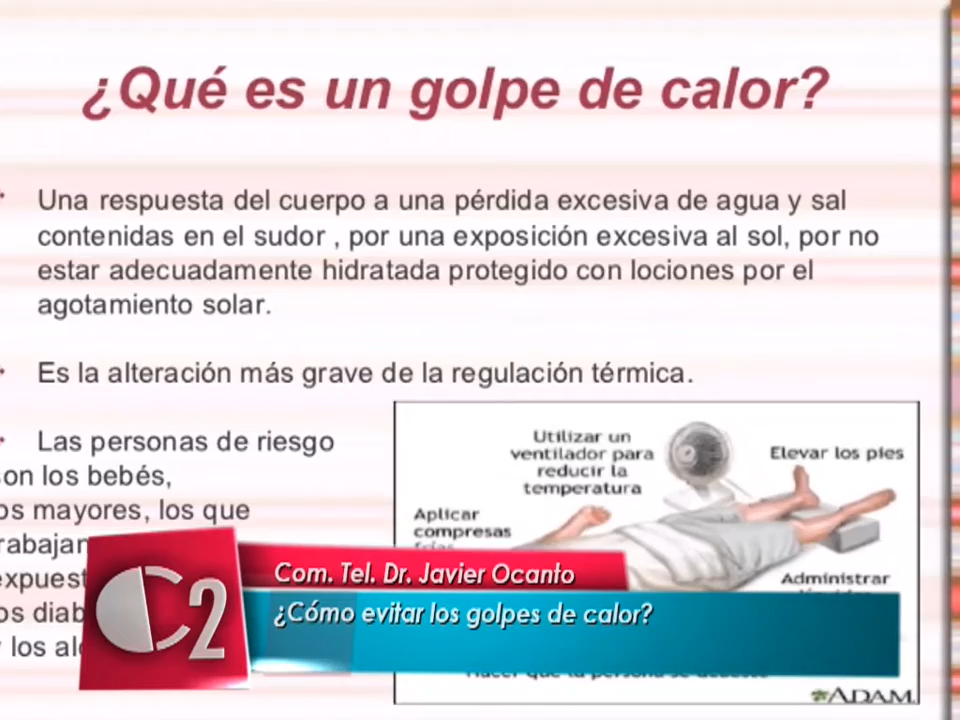 ¿Qué es un golpe de calor?
Una respuesta del cuerpo a una pérdida excesiva de agua y sal
contenidas en el sudor , por una exposición excesiva al sol, por no
estar adecuadamente hidratada protegido con lociones por el
agotamiento solar.
Es la alteración más grave de la regulación térmica.
Las personas de riesgo
son los bebés,
los mayores, los que
Utilizar un
ventilador para
reducir la
temperatura
Elevar los pies
Aplicar
compresas
Administrar
C2
Com. Tel. Dr. Javier Ocanto
¿Cómo evitar los golpes de calor?
ADAM.